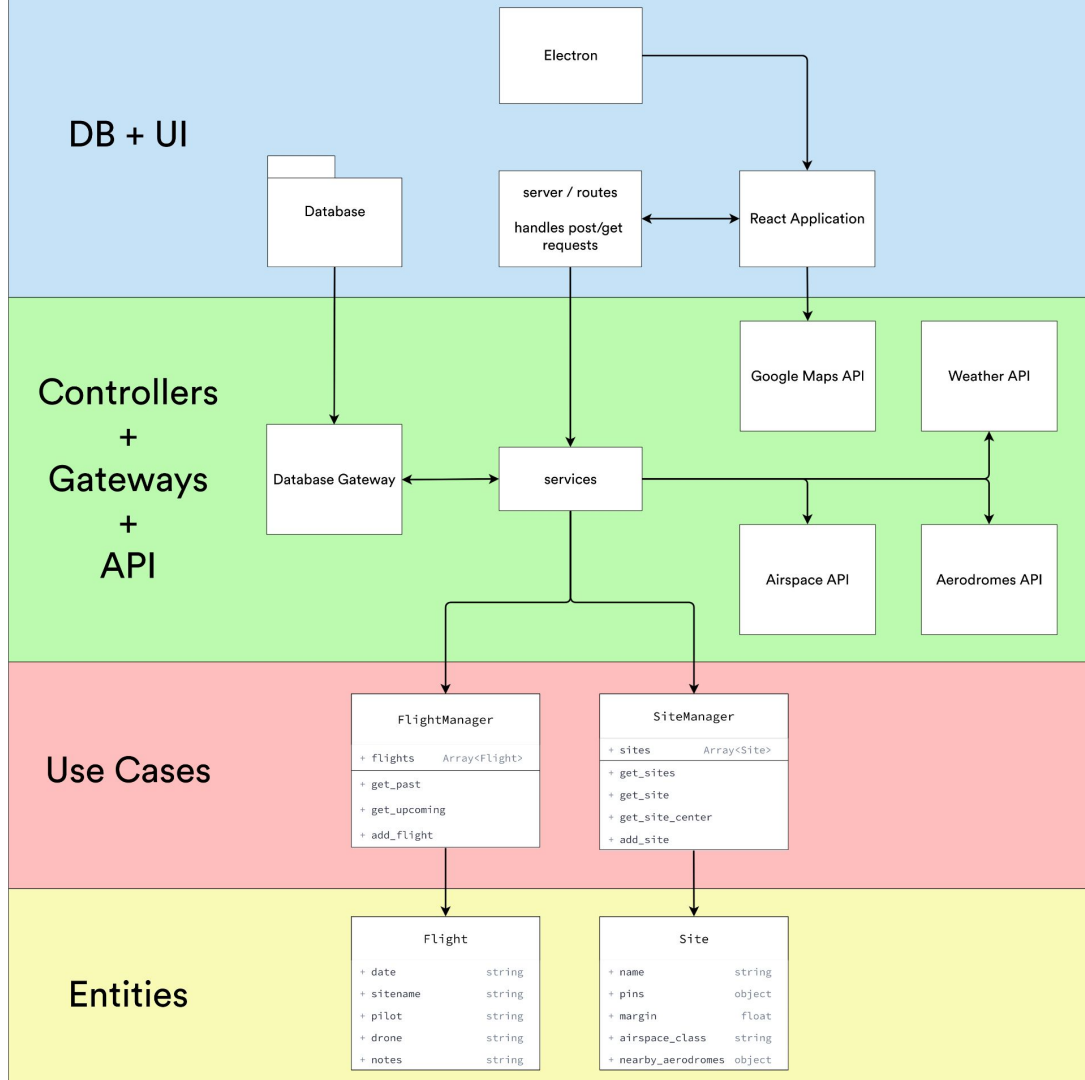 Electron
DB + UI
Database
server / routes
handles post/get
requests
React Application
Controllers
+
Gateways
+
API
Google Maps API
Weather API
Database Gateway
services
Airspace API
Aerodromes API
Use Cases
FlightManager
+ flights Array<Flight>
+ get_past
+ get_upcoming
+ add_flight
SiteManager
+ sites Array<Site>
+ get_sites
+ get_site
+ get_site_center
+ add_site
Entities
Flight
+ date string
+ sitename string
+ pilot string
+ drone string
+ notes string
Site
+ name string
+ pins object
+ margin float
+ airspace_class string
+ nearby_aerodromes object